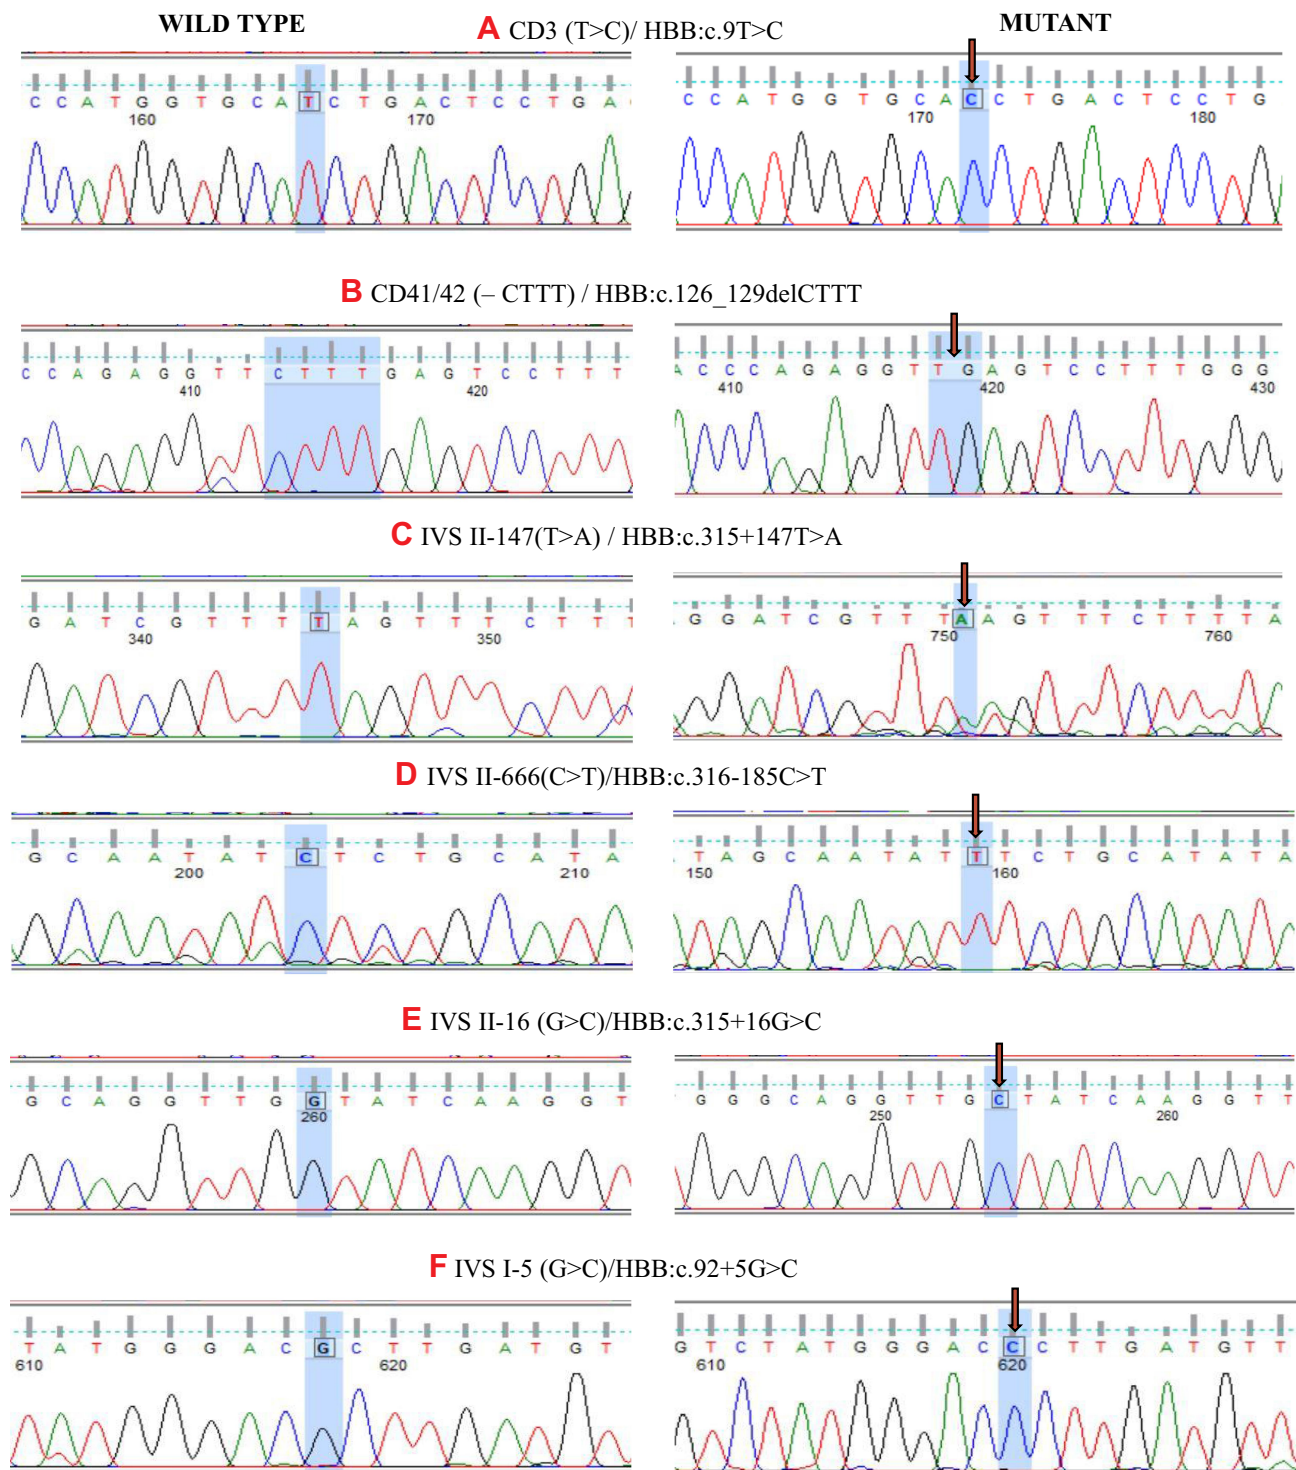 WILD TYPE
MUTANT
A CD3 (T>C)/ HBB:c.9T>C
C C A T G G T G C A T C T G A C T C C T G A
160 170
C C A T G G T G C A C C T G A C T C C T G
170 180
B CD41/42 (– CTTT) / HBB:c.126_129delCTTT
C C A G A G G T T C T T T G A G T C C T T T
410 420
A C C C A G A G G T T G A G T C C T T T G G G
410 420 430
C IVS II-147(T>A) / HBB:c.315+147T>A
G A T C G T T T T A G T T T C T T T
340 350
G G A T C G T T T A A G T T T C T T T T A
750 760
D IVS II-666(C>T)/HBB:c.316-185C>T
G C A A T A T C T C T G C A T A
200 210
T A G C A A T A T T T C T G C A T A T A
150 160
E IVS II-16 (G>C)/HBB:c.315+16G>C
G C A G G T T G G T A T C A A G G T
260
G G G C A G G T T G C T A T C A A G G T T
250 260
F IVS I-5 (G>C)/HBB:c.92+5G>C
T A T G G G A C G C T T G A T G T
610 620
G T C T A T G G G A C C C T T G A T G T T
610 620